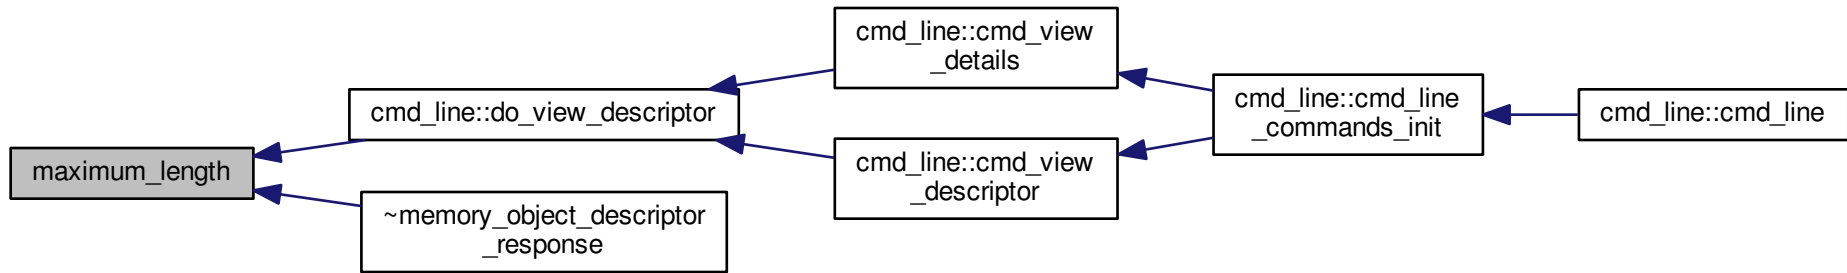 maximum_length
cmd_line::do_view_descriptor
~memory_object_descriptor
_response
cmd_line::cmd_view
_details
cmd_line::cmd_view
_descriptor
cmd_line::cmd_line
_commands_init
cmd_line::cmd_line